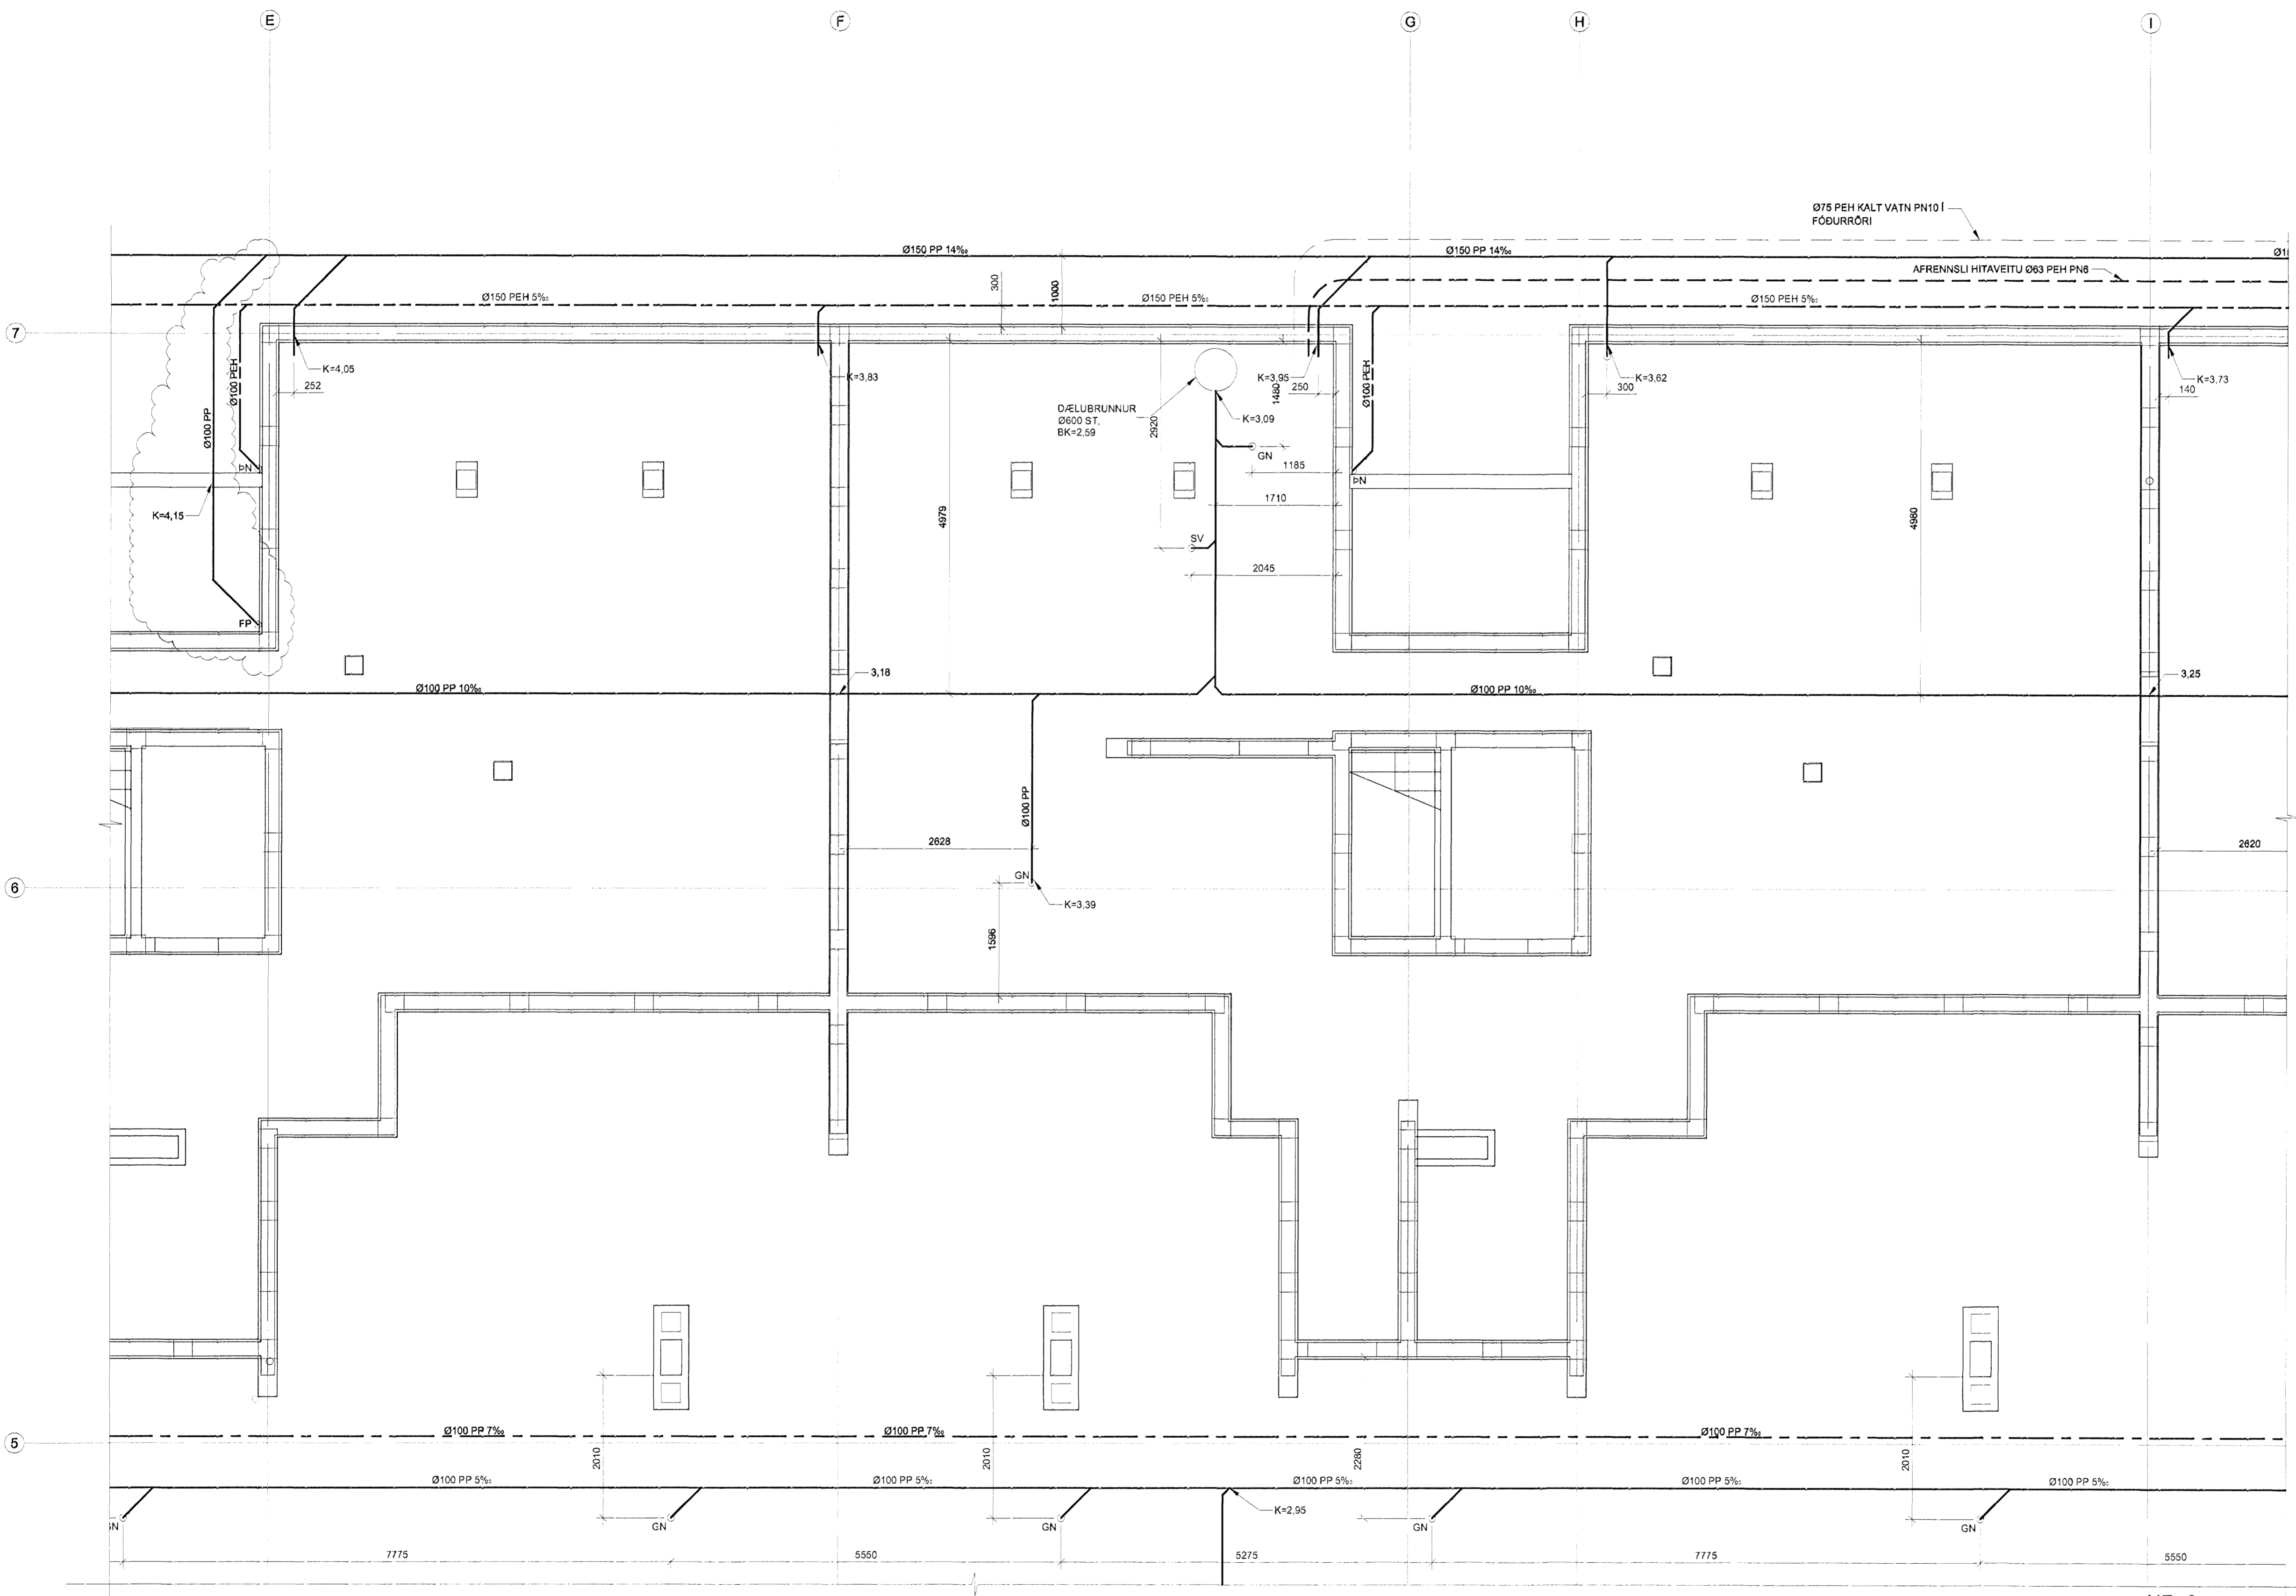 E
F
G
H
I
Ø75 PEH KALT VATN PN10 Í
FÓÐURRÖRI
Ø150 PP 14‰
Ø150 PP 14‰
AFRENNSLI HITAVEITU Ø63 PEH PN6
300
1000
Ø150 PEH 5‰
Ø150 PEH 5‰
Ø150 PEH 5‰
7
K=4,05
252
K=3,83
K=3,95
250
K=3,62
300
K=3,73
140
Ø100 PEH
Ø100 PP
Ø100 PEH
1480
DÆLUBRUNNUR
Ø600 ST,
BK=2,59
2920
K=3,09
GN
1185
ÞN
ÞN
K=4,15
1710
4979
4980
SV
2045
FP
3,18
3,25
Ø100 PP 10‰
Ø100 PP 10‰
Ø100 PP
2628
2620
6
GN
K=3,39
1596
5
Ø100 PP 7‰
Ø100 PP 7‰
Ø100 PP 7‰
2010
2010
2280
2010
Ø100 PP 5‰
Ø100 PP 5‰
Ø100 PP 5‰
Ø100 PP 5‰
Ø100 PP 5‰
K=2,95
GN
GN
GN
GN
GN
7775
5550
5275
7775
5550